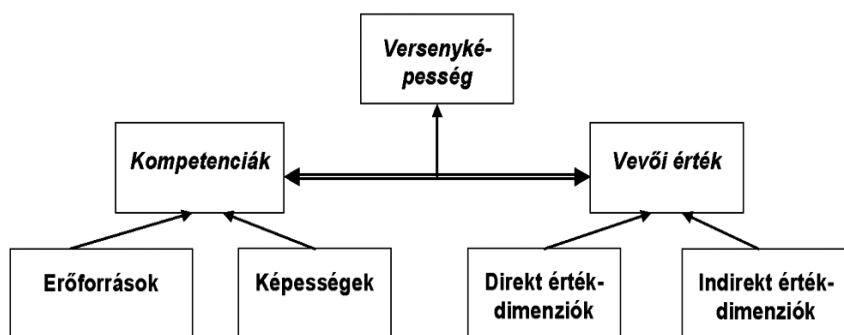 Versenyké-
pesség
Kompetenciák
Vevői érték
Erőforrások
Képességek
Direkt érték-
dimenziók
Indirekt érték-
dimenziók